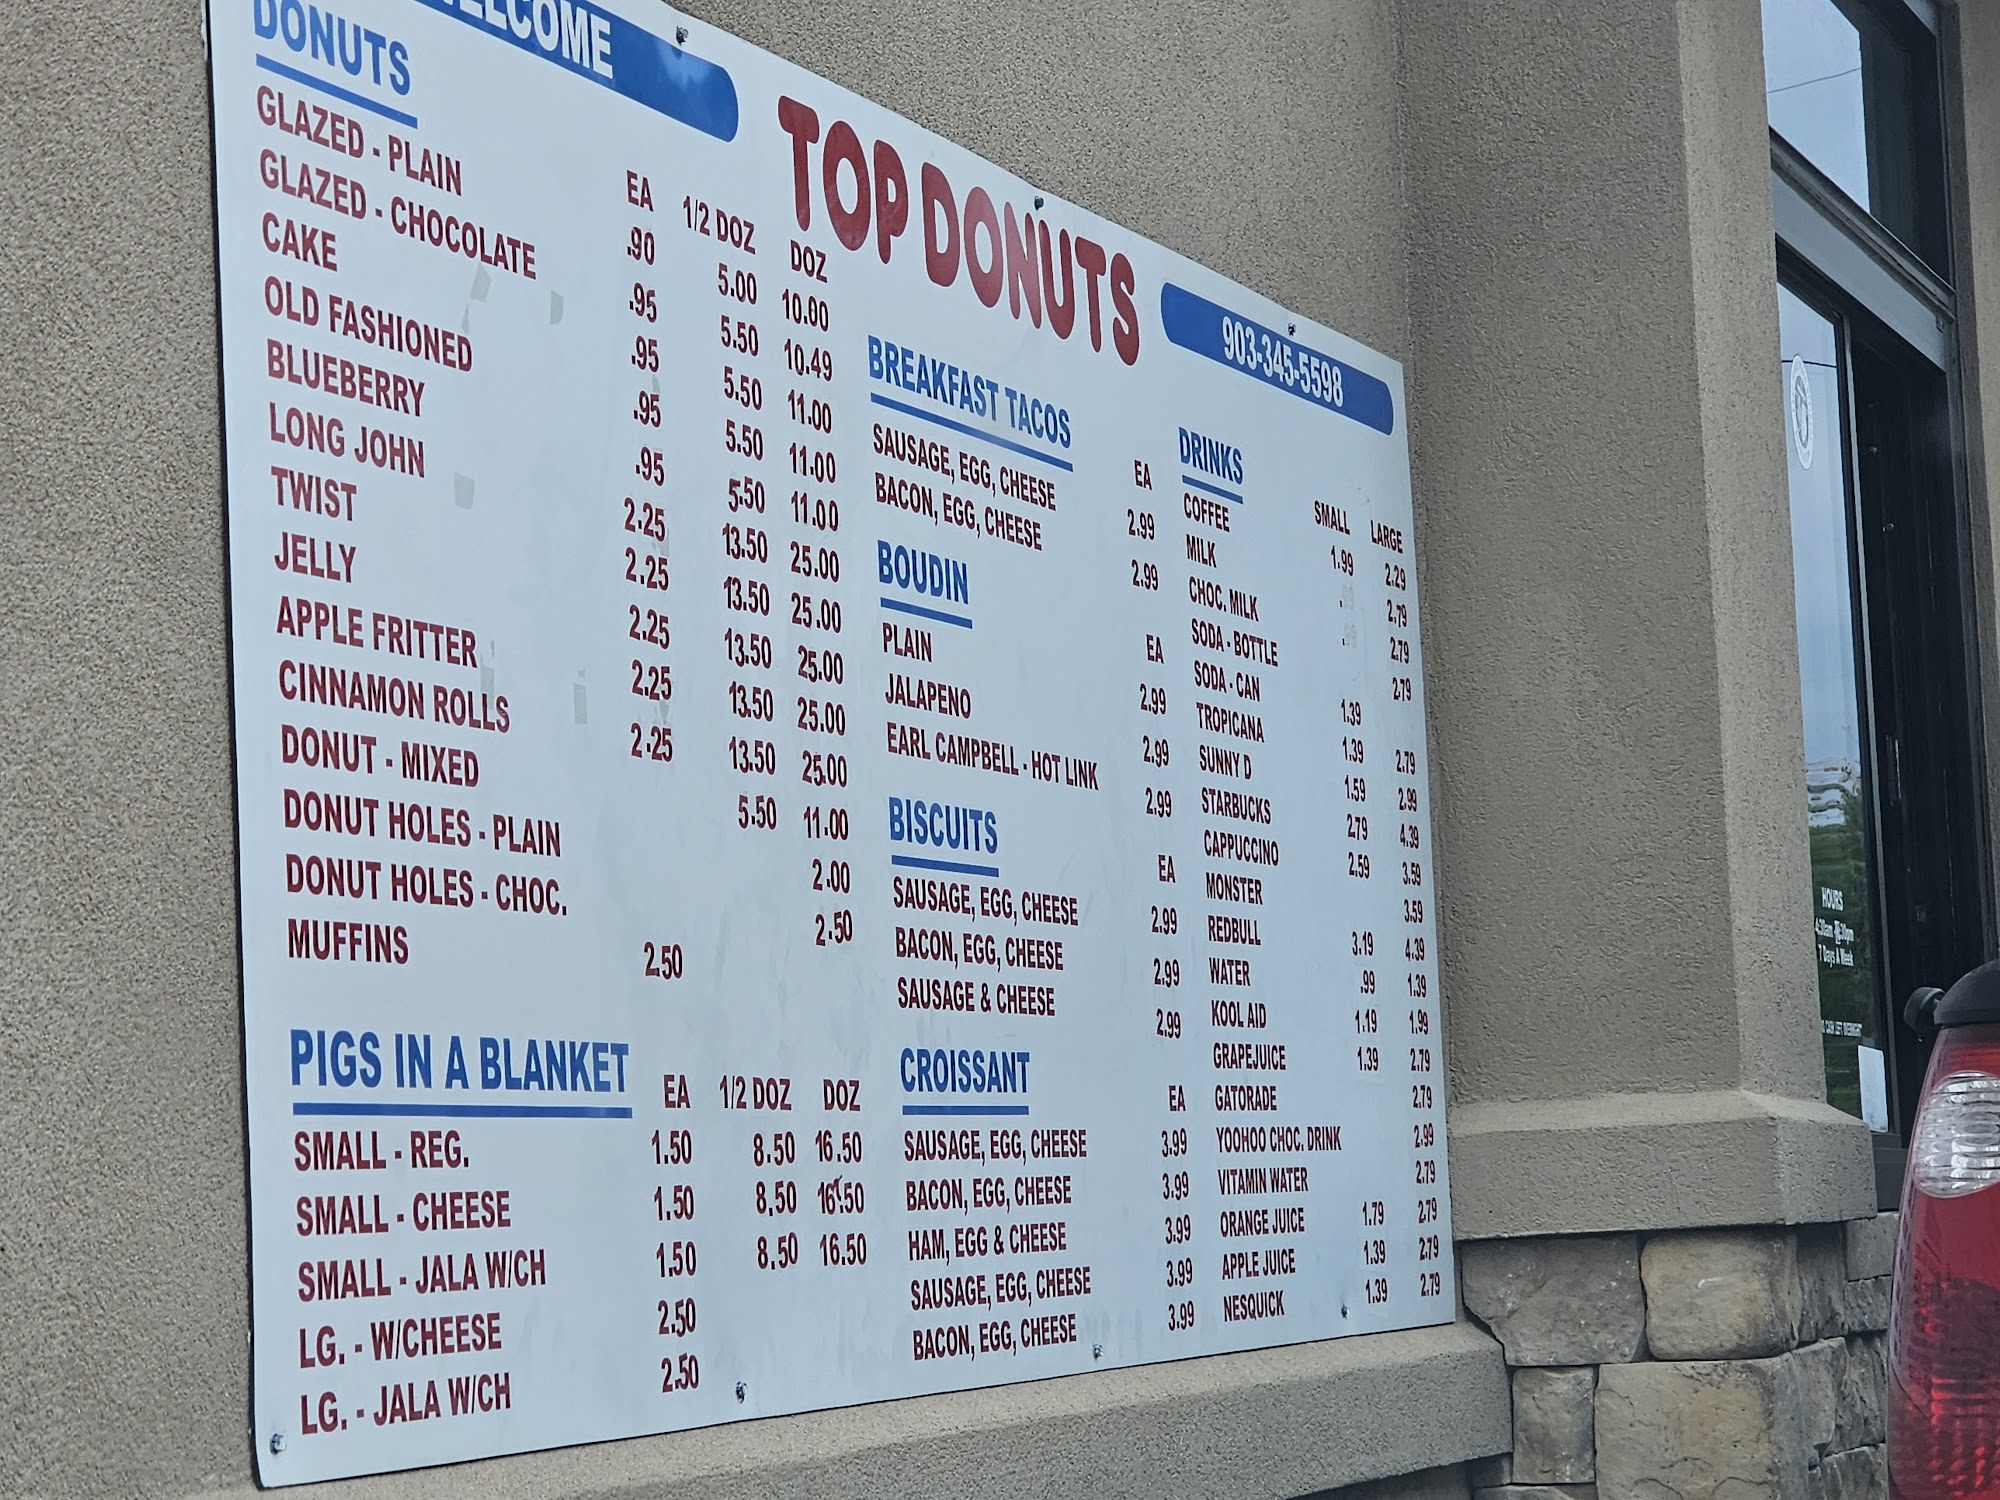 WELCOME
TOP DONUTS
903-345-5598
DONUTS
EA 1/2 DOZ DOZ
GLAZED - PLAIN .90 5.00 10.00
GLAZED - CHOCOLATE .95 5.50 10.49
CAKE .95 5.50 11.00
OLD FASHIONED .95 5.50 11.00
BLUEBERRY .95 5.50 11.00
LONG JOHN 2.25 13.50 25.00
TWIST 2.25 13.50 25.00
JELLY 2.25 13.50 25.00
APPLE FRITTER 2.25 13.50 25.00
CINNAMON ROLLS 2.25 13.50 25.00
DONUT - MIXED 5.50 11.00
DONUT HOLES - PLAIN 2.00
DONUT HOLES - CHOC. 2.50
MUFFINS 2.50
PIGS IN A BLANKET
EA 1/2 DOZ DOZ
SMALL - REG. 1.50 8.50 16.50
SMALL - CHEESE 1.50 8.50 16.50
SMALL - JALA W/CH 1.50 8.50 16.50
LG. - W/CHEESE 2.50
LG. - JALA W/CH 2.50
BREAKFAST TACOS
EA
SAUSAGE, EGG, CHEESE 2.99
BACON, EGG, CHEESE 2.99
BOUDIN
EA
PLAIN 2.99
JALAPENO 2.99
EARL CAMPBELL - HOT LINK 2.99
BISCUITS
EA
SAUSAGE, EGG, CHEESE 2.99
BACON, EGG, CHEESE 2.99
SAUSAGE & CHEESE 2.99
CROISSANT
EA
SAUSAGE, EGG, CHEESE 3.99
BACON, EGG, CHEESE 3.99
HAM, EGG & CHEESE 3.99
SAUSAGE, EGG, CHEESE 3.99
BACON, EGG, CHEESE 3.99
DRINKS
SMALL LARGE
COFFEE 1.99 2.29
MILK 2.79
CHOC. MILK 2.79
SODA - BOTTLE 2.79
SODA - CAN 1.39
TROPICANA 1.39 2.79
SUNNY D 1.59 2.99
STARBUCKS 2.79 4.39
CAPPUCCINO 2.59 3.59
MONSTER 3.59
REDBULL 3.19 4.39
WATER .99 1.39
KOOL AID 1.19 1.99
GRAPEJUICE 1.39 2.79
GATORADE 2.79
YOOHOO CHOC. DRINK 2.99
VITAMIN WATER 2.79
ORANGE JUICE 1.79 2.79
APPLE JUICE 1.39 2.79
NESQUICK 1.39 2.79
HOURS
7 Days A Week